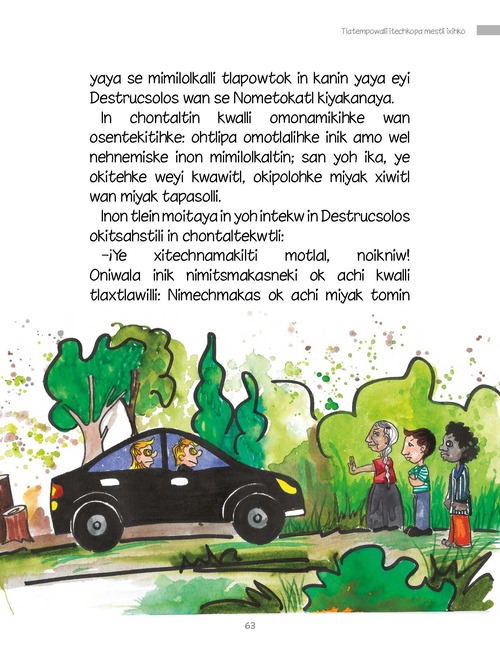 Tlatempowalli itechkopa mestli ixihko
yaya se mimilolkalli tlapowtok in kanin yaya eyi
Destrucsolos wan se Nometokatl kiyakanaya.
In chontaltin kwalli omonamikihke wan
osentekitihke: ohtlipa omotlalihke inik amo wel
nehnemiske inon mimilolkaltin; san yoh ika, ye
okitehke weyi kwawitl, okipolohke miyak xiwitl
wan miyak tapasolli.
Inon tlein moitaya in yoh intekw in Destrucsolos
okitsahstili in chontaltekwtli:
–¡Ye xitechnamakilti motlal, noikniw!
Oniwala inik nimitsmakasneki ok achi kwalli
tlaxtlawilli: Nimechmakas ok achi miyak tomin
63